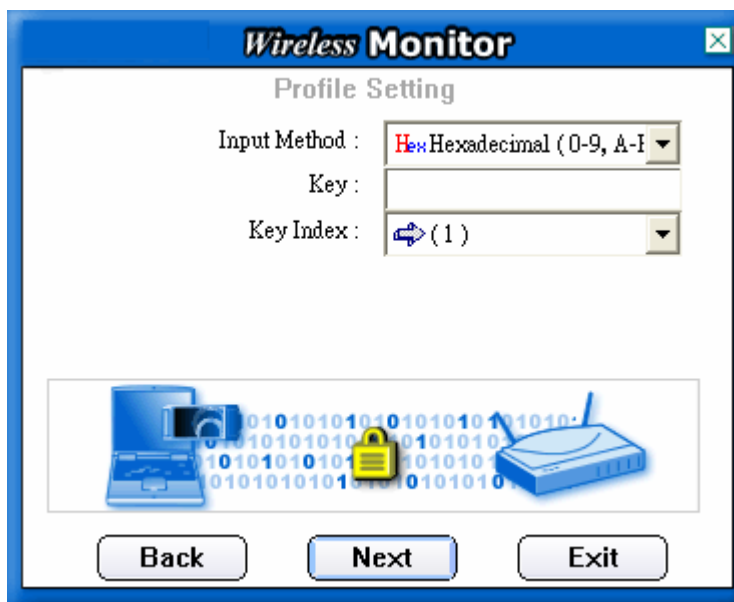 Wireless Monitor
Profile Setting
Input Method :
Hex Hexadecimal ( 0-9, A-F
Key :
Key Index :
( 1 )
Back
Next
Exit